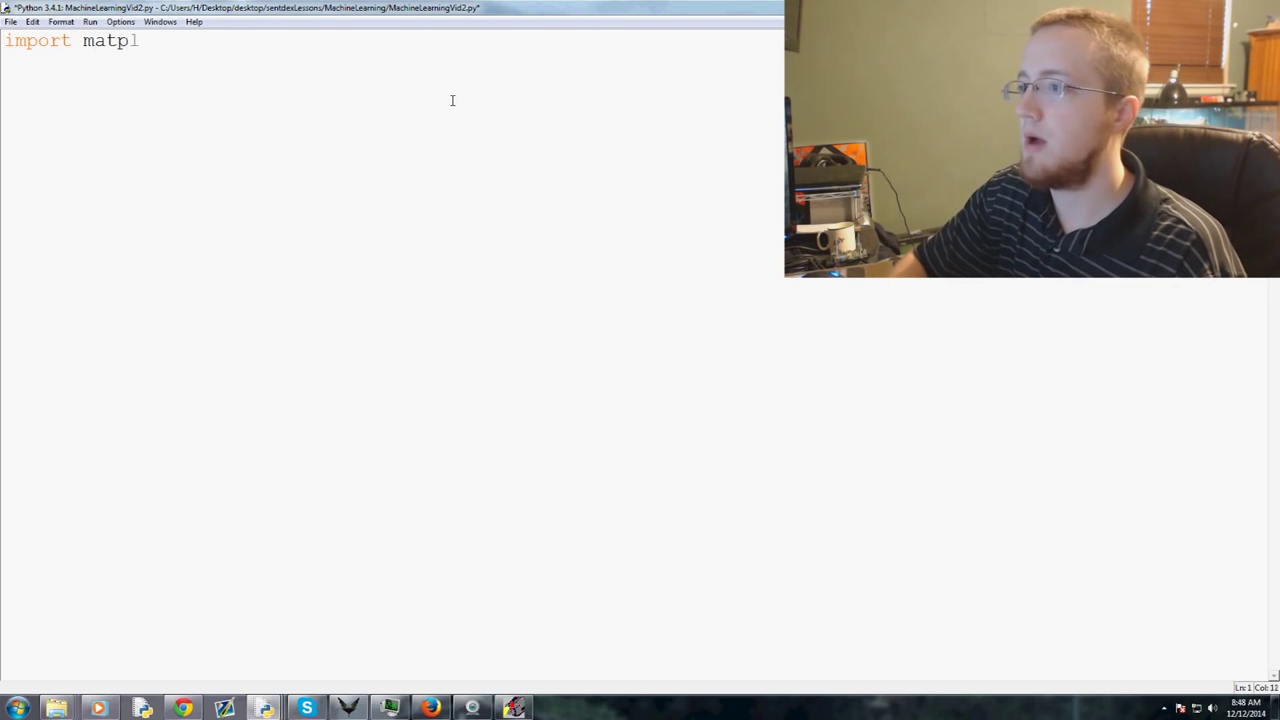 *Python 3.4.1: MachineLearningVid2.py - C:/Users/H/Desktop/desktop/sentdexLessons/MachineLearning/MachineLearningVid2.py*
File Edit Format Run Options Windows Help
import matpl
Ln: 1 Col: 12
8:48 AM
12/12/2014